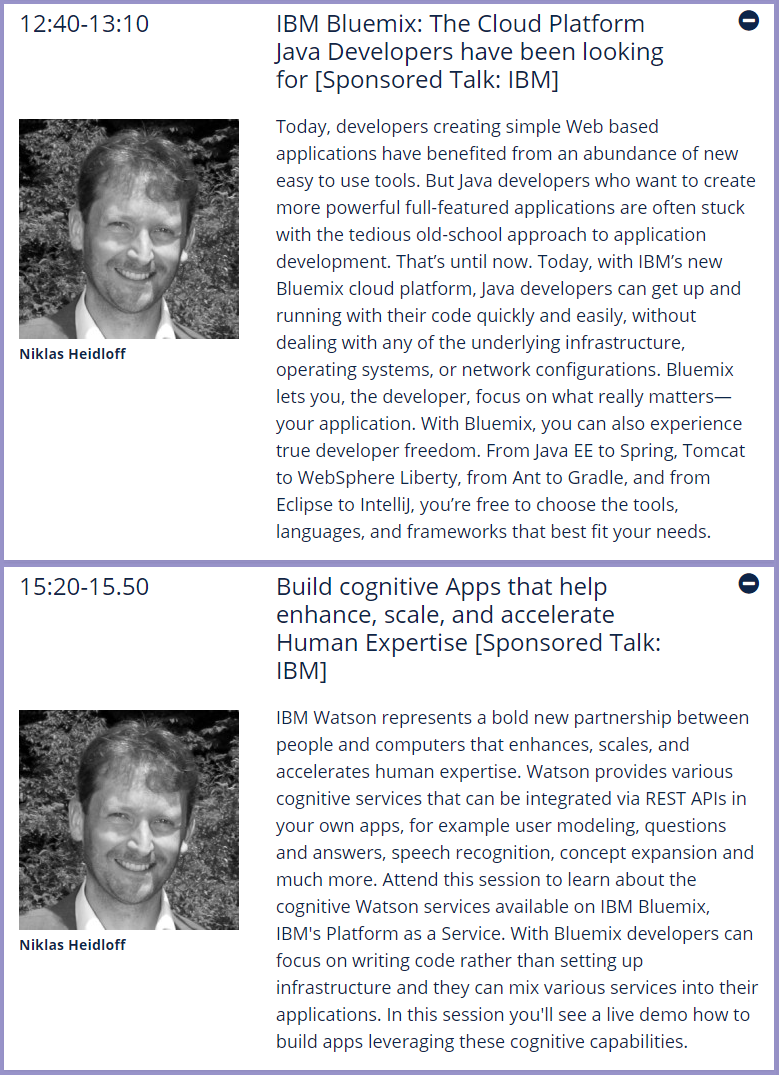 12:40-13:10
IBM Bluemix: The Cloud Platform
Java Developers have been looking
for [Sponsored Talk: IBM]
Niklas Heidloff
Today, developers creating simple Web based
applications have benefited from an abundance of new
easy to use tools. But Java developers who want to create
more powerful full-featured applications are often stuck
with the tedious old-school approach to application
development. That’s until now. Today, with IBM’s new
Bluemix cloud platform, Java developers can get up and
running with their code quickly and easily, without
dealing with any of the underlying infrastructure,
operating systems, or network configurations. Bluemix
lets you, the developer, focus on what really matters—
your application. With Bluemix, you can also experience
true developer freedom. From Java EE to Spring, Tomcat
to WebSphere Liberty, from Ant to Gradle, and from
Eclipse to IntelliJ, you’re free to choose the tools,
languages, and frameworks that best fit your needs.
15:20-15.50
Build cognitive Apps that help
enhance, scale, and accelerate
Human Expertise [Sponsored Talk:
IBM]
Niklas Heidloff
IBM Watson represents a bold new partnership between
people and computers that enhances, scales, and
accelerates human expertise. Watson provides various
cognitive services that can be integrated via REST APIs in
your own apps, for example user modeling, questions
and answers, speech recognition, concept expansion and
much more. Attend this session to learn about the
cognitive Watson services available on IBM Bluemix,
IBM's Platform as a Service. With Bluemix developers can
focus on writing code rather than setting up
infrastructure and they can mix various services into their
applications. In this session you'll see a live demo how to
build apps leveraging these cognitive capabilities.